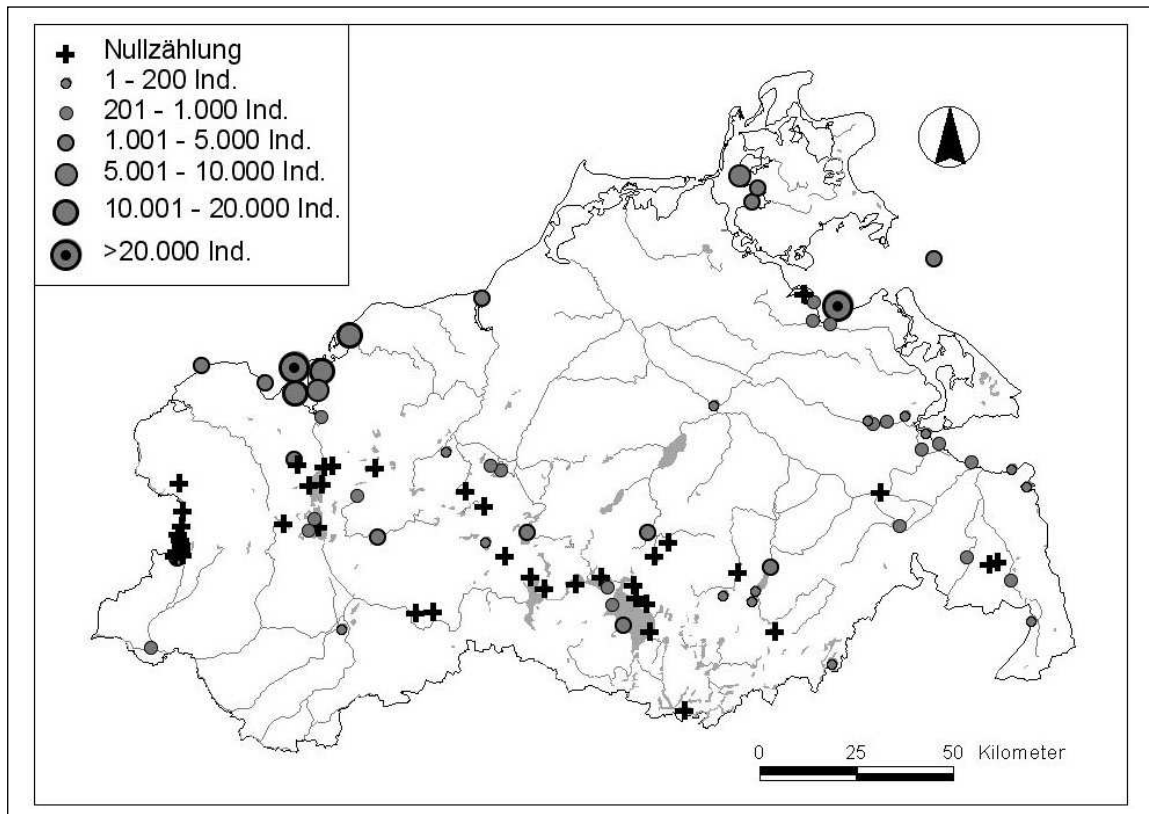 Nullzählung
1 - 200 Ind.
201 - 1.000 Ind.
1.001 - 5.000 Ind.
5.001 - 10.000 Ind.
10.001 - 20.000 Ind.
>20.000 Ind.
0 25 50 Kilometer